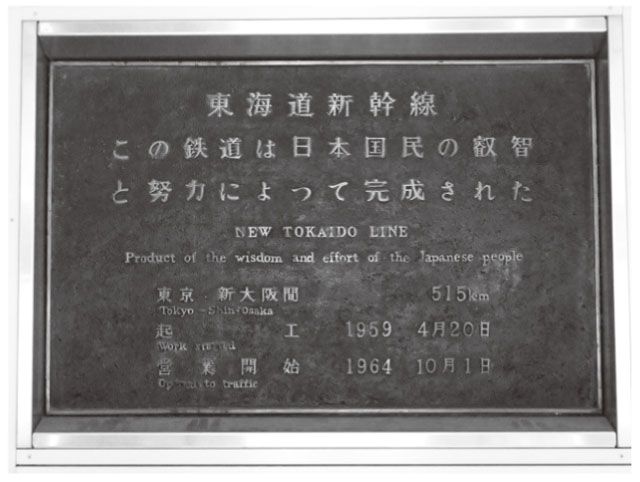 東海道新幹線
この鉄道は日本国民の叡智
と努力によって完成された
NEW TOKAIDO LINE
Product of the wisdom and effort of the Japanese people
東京 新大阪間 515km
Tokyo - Shin-Osaka
起 工 1959 4月20日
Work started
営業開始 1964 10月1日
Opened to traffic